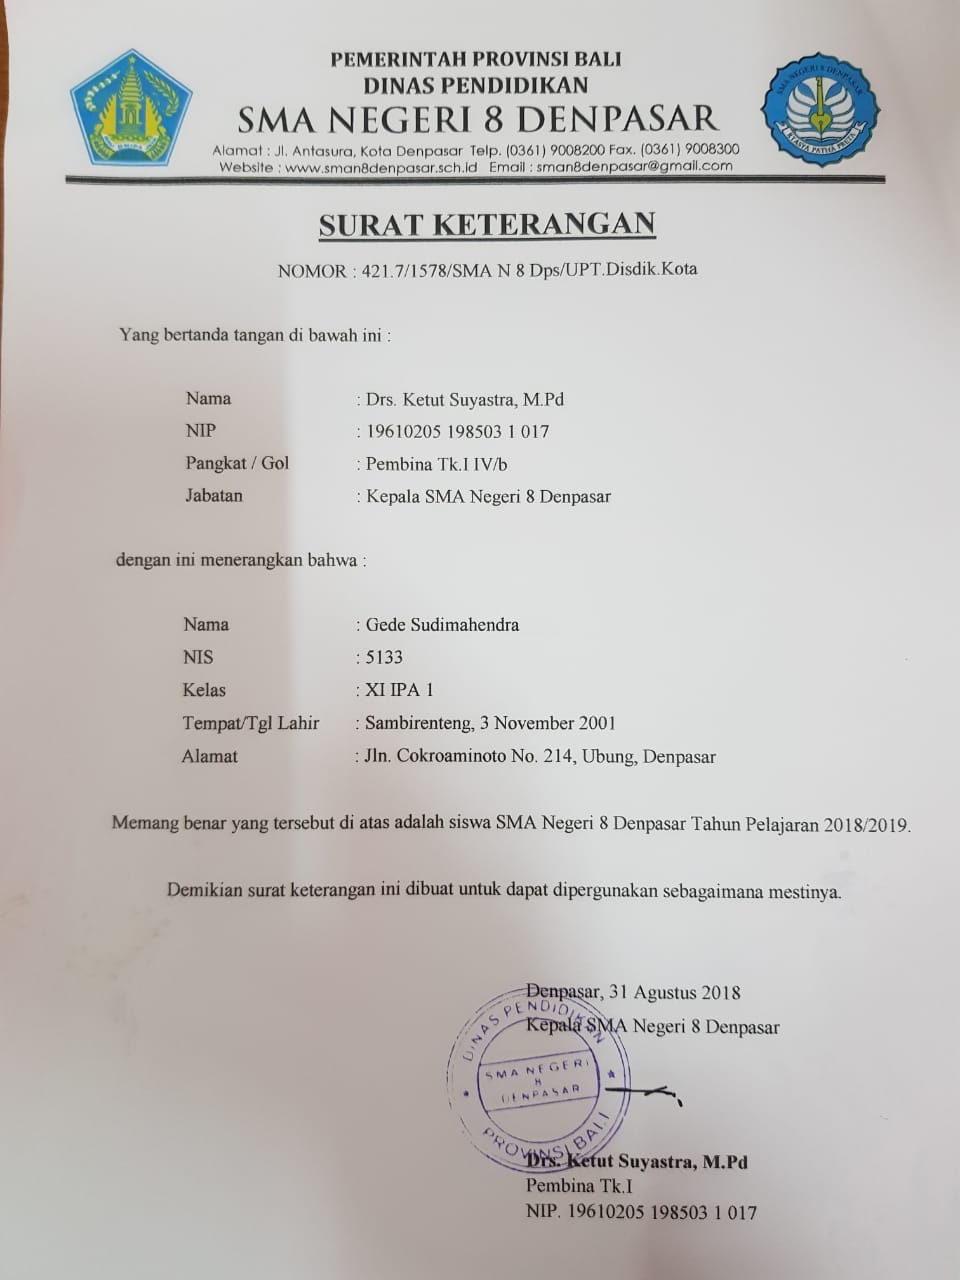 PEMERINTAH PROVINSI BALI
DINAS PENDIDIKAN
SMA NEGERI 8 DENPASAR
Alamat : Jl. Antasura, Kota Denpasar Telp. (0361) 9008200 Fax. (0361) 9008300
Website : www.sman8denpasar.sch.id Email : sman8denpasar@gmail.com
SMA NEGERI 8 DENPASAR
SURAT KETERANGAN
NOMOR : 421.7/1578/SMA N 8 Dps/UPT.Disdik.Kota
Yang bertanda tangan di bawah ini :
Nama : Drs. Ketut Suyastra, M.Pd
NIP : 19610205 198503 1 017
Pangkat / Gol : Pembina Tk.I IV/b
Jabatan : Kepala SMA Negeri 8 Denpasar
dengan ini menerangkan bahwa :
Nama : Gede Sudimahendra
NIS : 5133
Kelas : XI IPA 1
Tempat/Tgl Lahir : Sambirenteng, 3 November 2001
Alamat : Jln. Cokroaminoto No. 214, Ubung, Denpasar
Memang benar yang tersebut di atas adalah siswa SMA Negeri 8 Denpasar Tahun Pelajaran 2018/2019.
Demikian surat keterangan ini dibuat untuk dapat dipergunakan sebagaimana mestinya.
Denpasar, 31 Agustus 2018
Kepala SMA Negeri 8 Denpasar
DINAS PENDIDIKAN
SMA NEGERI
8
DENPASAR
PROVINSI BALI
Drs. Ketut Suyastra, M.Pd
Pembina Tk.I
NIP. 19610205 198503 1 017